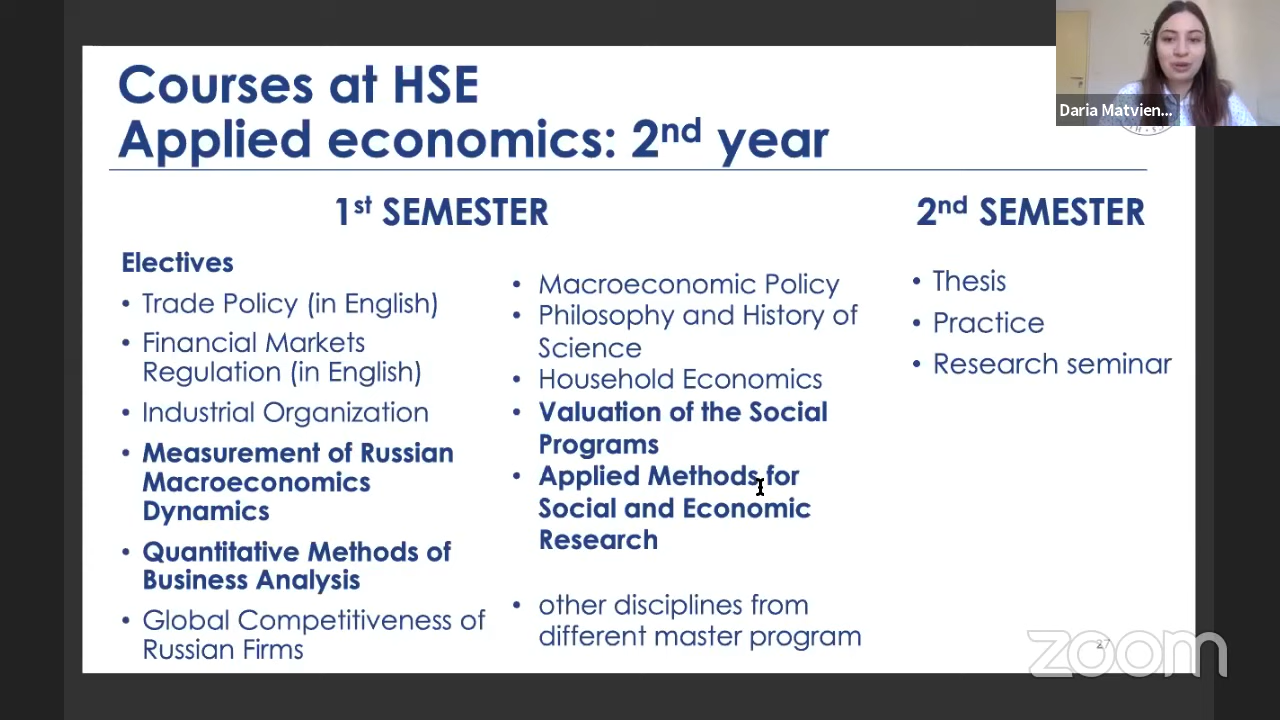 Courses at HSE
Applied economics: 2nd year
Daria Matvien...
1st SEMESTER
2nd SEMESTER
Electives
• Trade Policy (in English)
• Financial Markets
Regulation (in English)
• Industrial Organization
• Measurement of Russian
Macroeconomics
Dynamics
• Quantitative Methods of
Business Analysis
• Global Competitiveness of
Russian Firms
• Macroeconomic Policy
• Philosophy and History of
Science
• Household Economics
• Valuation of the Social
Programs
• Applied Methods for
Social and Economic
Research
• other disciplines from
different master program
• Thesis
• Practice
• Research seminar
27
zoom